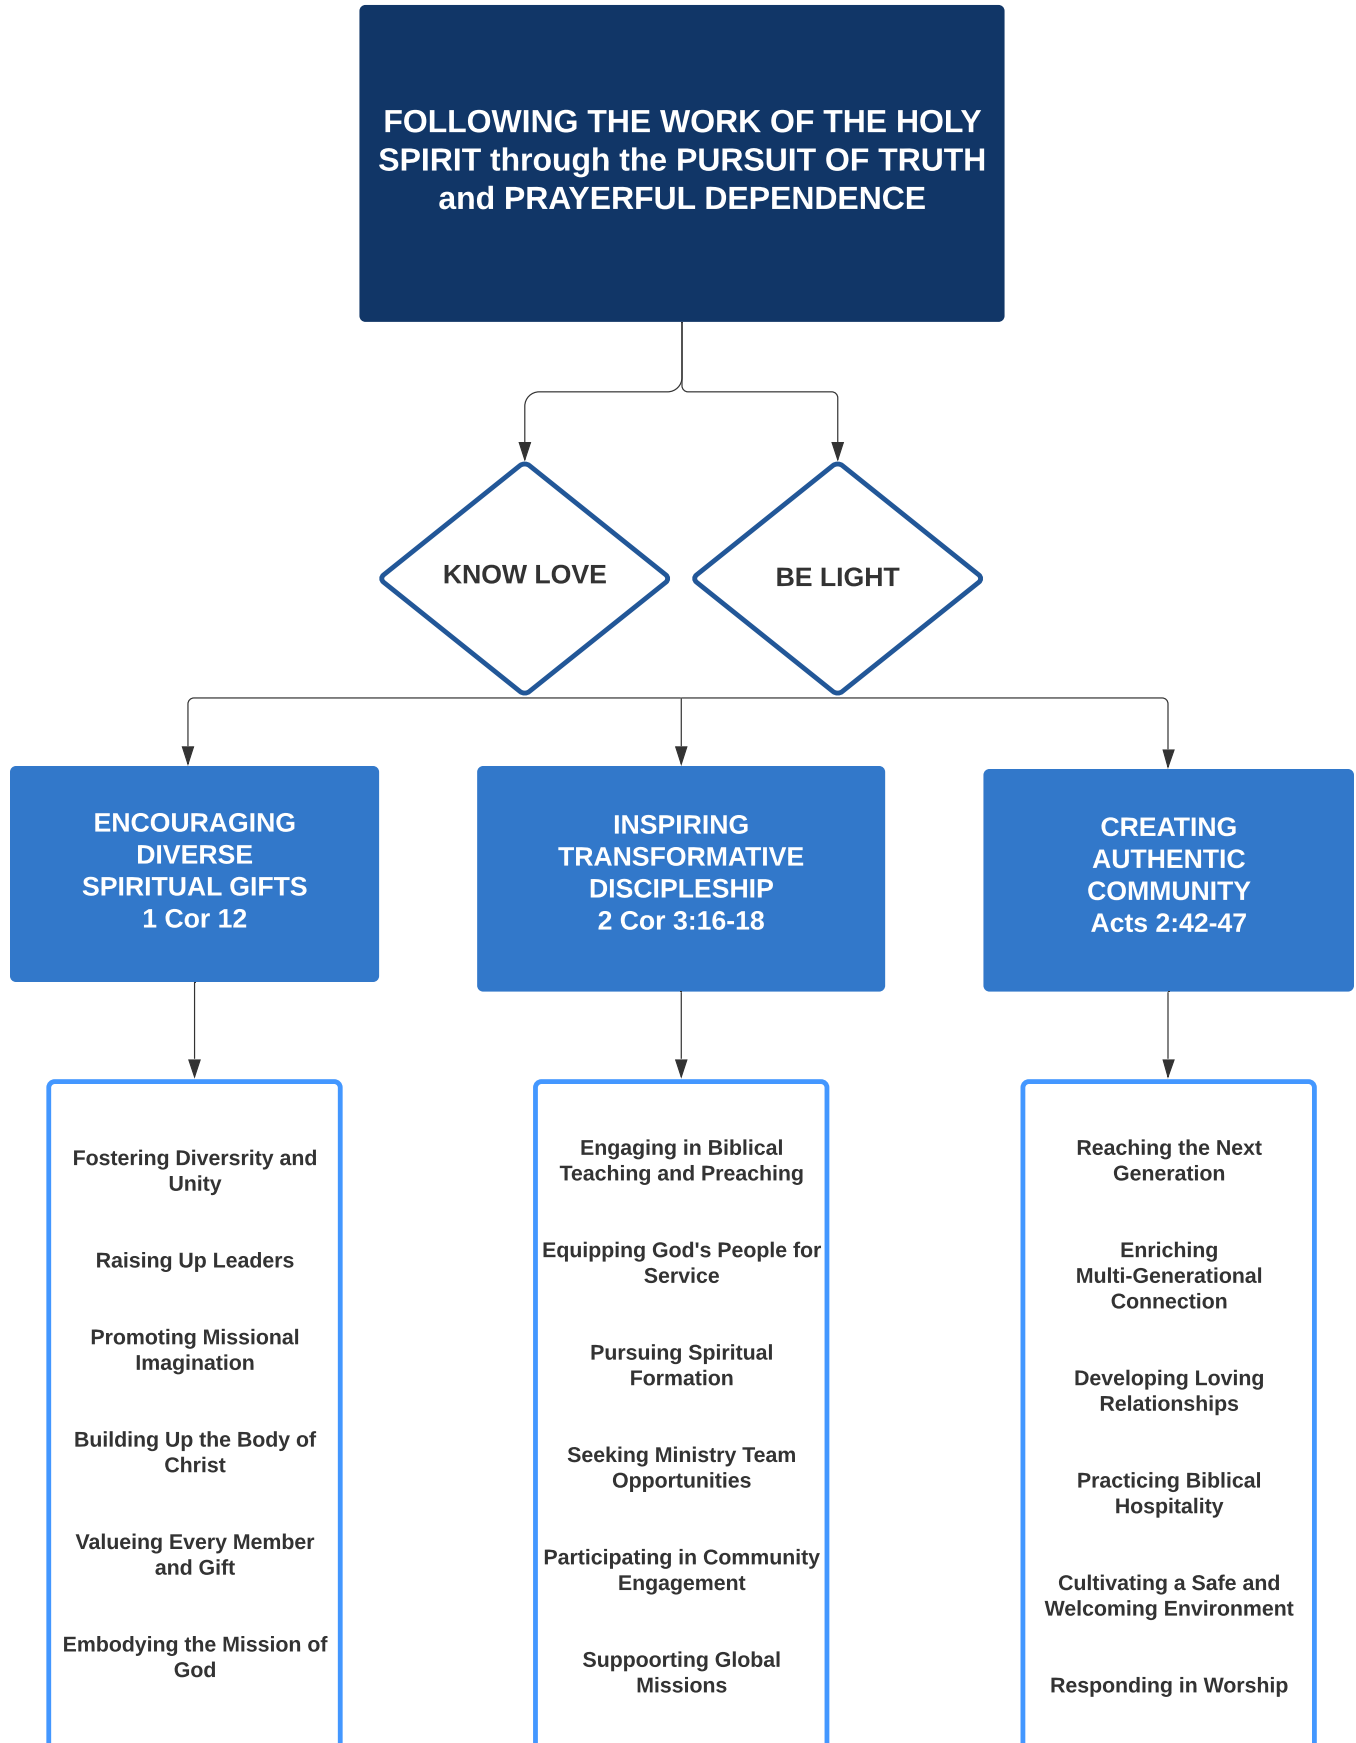 FOLLOWING THE WORK OF THE HOLY
SPIRIT through the PURSUIT OF TRUTH
and PRAYERFUL DEPENDENCE
KNOW LOVE
BE LIGHT
ENCOURAGING
DIVERSE
SPIRITUAL GIFTS
1 Cor 12
INSPIRING
TRANSFORMATIVE
DISCIPLESHIP
2 Cor 3:16-18
CREATING
AUTHENTIC
COMMUNITY
Acts 2:42-47
Fostering Diversrity and
Unity
Raising Up Leaders
Promoting Missional
Imagination
Building Up the Body of
Christ
Valueing Every Member
and Gift
Embodying the Mission of
God
Engaging in Biblical
Teaching and Preaching
Equipping God's People for
Service
Pursuing Spiritual
Formation
Seeking Ministry Team
Opportunities
Participating in Community
Engagement
Suppoorting Global
Missions
Reaching the Next
Generation
Enriching
Multi-Generational
Connection
Developing Loving
Relationships
Practicing Biblical
Hospitality
Cultivating a Safe and
Welcoming Environment
Responding in Worship